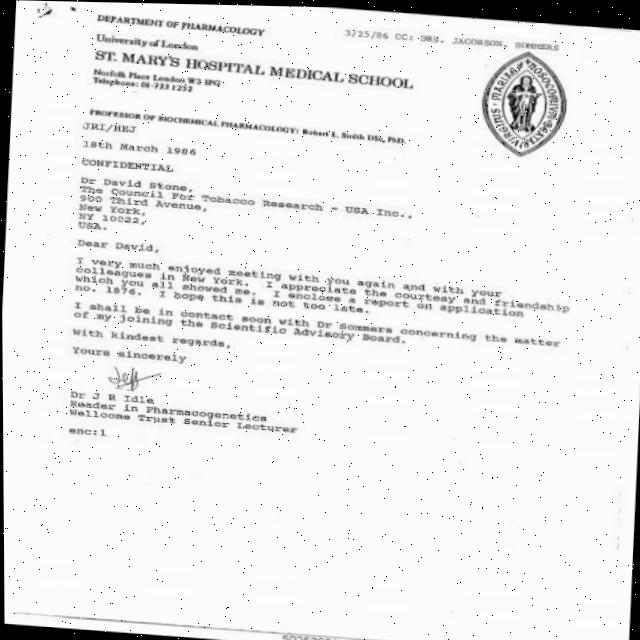 3/25/86 CC: DRS. JACOBSON, SOMMERS
DEPARTMENT OF PHARMACOLOGY
University of London
ST. MARY'S HOSPITAL MEDICAL SCHOOL
Norfolk Place London W2 1PG
Telephone: 01-723 1252
PROFESSOR OF BIOCHEMICAL PHARMACOLOGY: Robert L. Smith DSc, PhD.
JRI/HEJ
18th March 1986
CONFIDENTIAL
Dr David Stone,
The Council For Tobacco Research - USA Inc.,
900 Third Avenue,
New York,
NY 10022,
USA.
Dear David,
I very much enjoyed meeting with you again and with your
colleagues in New York. I appreciate the courtesy and friendship
which you all showed me. I enclose a report on application
no. 1876. I hope this is not too late.
I shall be in contact soon with Dr Sommers concerning the matter
of my joining the Scientific Advisory Board.
With kindest regards,
Yours sincerely
Jeff
Dr J R Idle
Reader in Pharmacogenetics
Wellcome Trust Senior Lecturer
enc:1